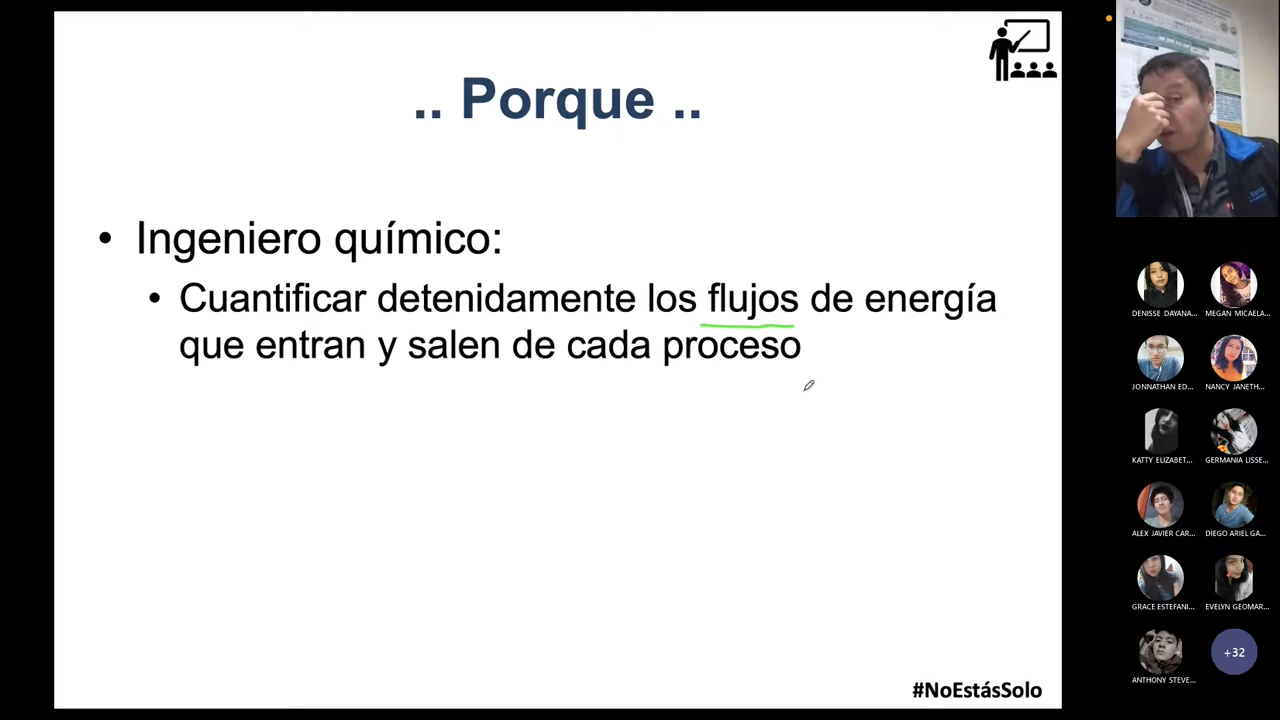 .. Porque ..
• Ingeniero químico:
• Cuantificar detenidamente los flujos de energía
que entran y salen de cada proceso
#NoEstásSolo
DENISSE DAYANA...
MEGAN MICAELA...
JONNATHAN ED...
NANCY JANETH...
KATTY ELIZABET...
GERMANIA LISSE...
ALEX JAVIER CAR...
DIEGO ARIEL GA...
GRACE ESTEFANI...
EVELYN GEOMAR...
ANTHONY STEVE...
+32